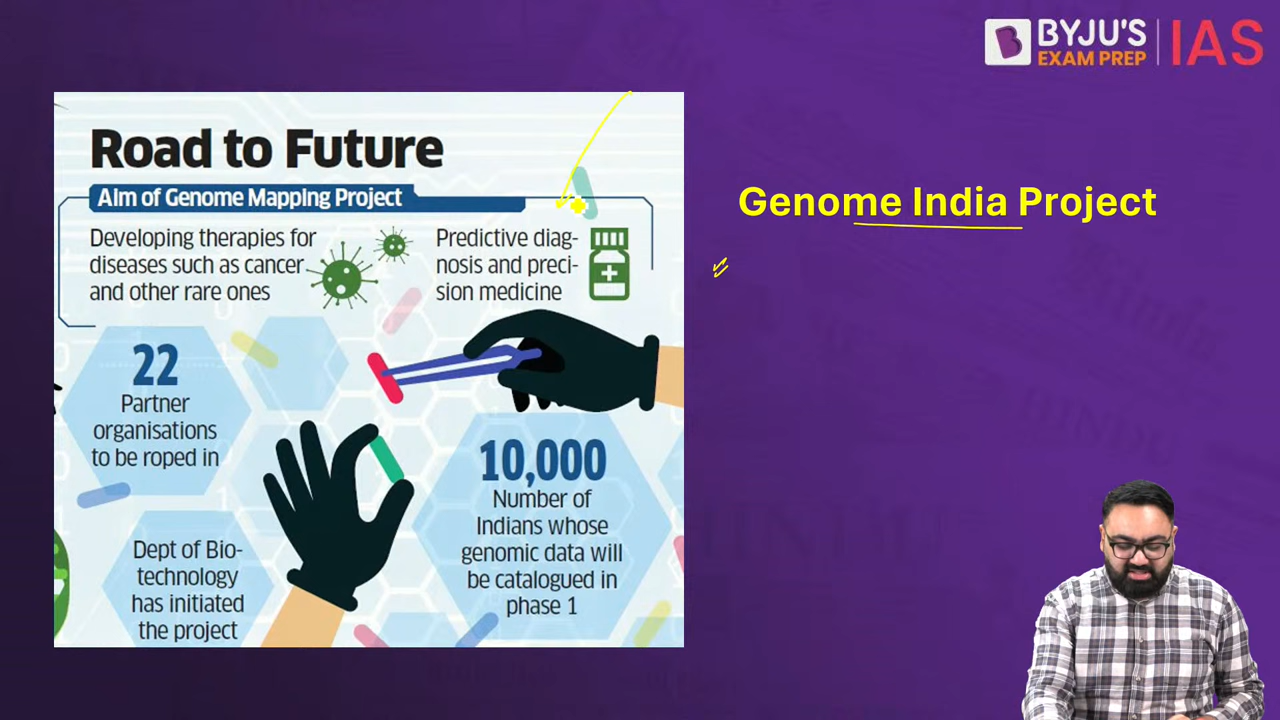 BYJU'S
EXAM PREP
IAS
Road to Future
Aim of Genome Mapping Project
Developing therapies for
diseases such as cancer
and other rare ones
Predictive diag-
nosis and preci-
sion medicine
22
Partner
organisations
to be roped in
10,000
Number of
Indians whose
genomic data will
be catalogued in
phase 1
Dept of Bio-
technology
has initiated
the project
Genome India Project